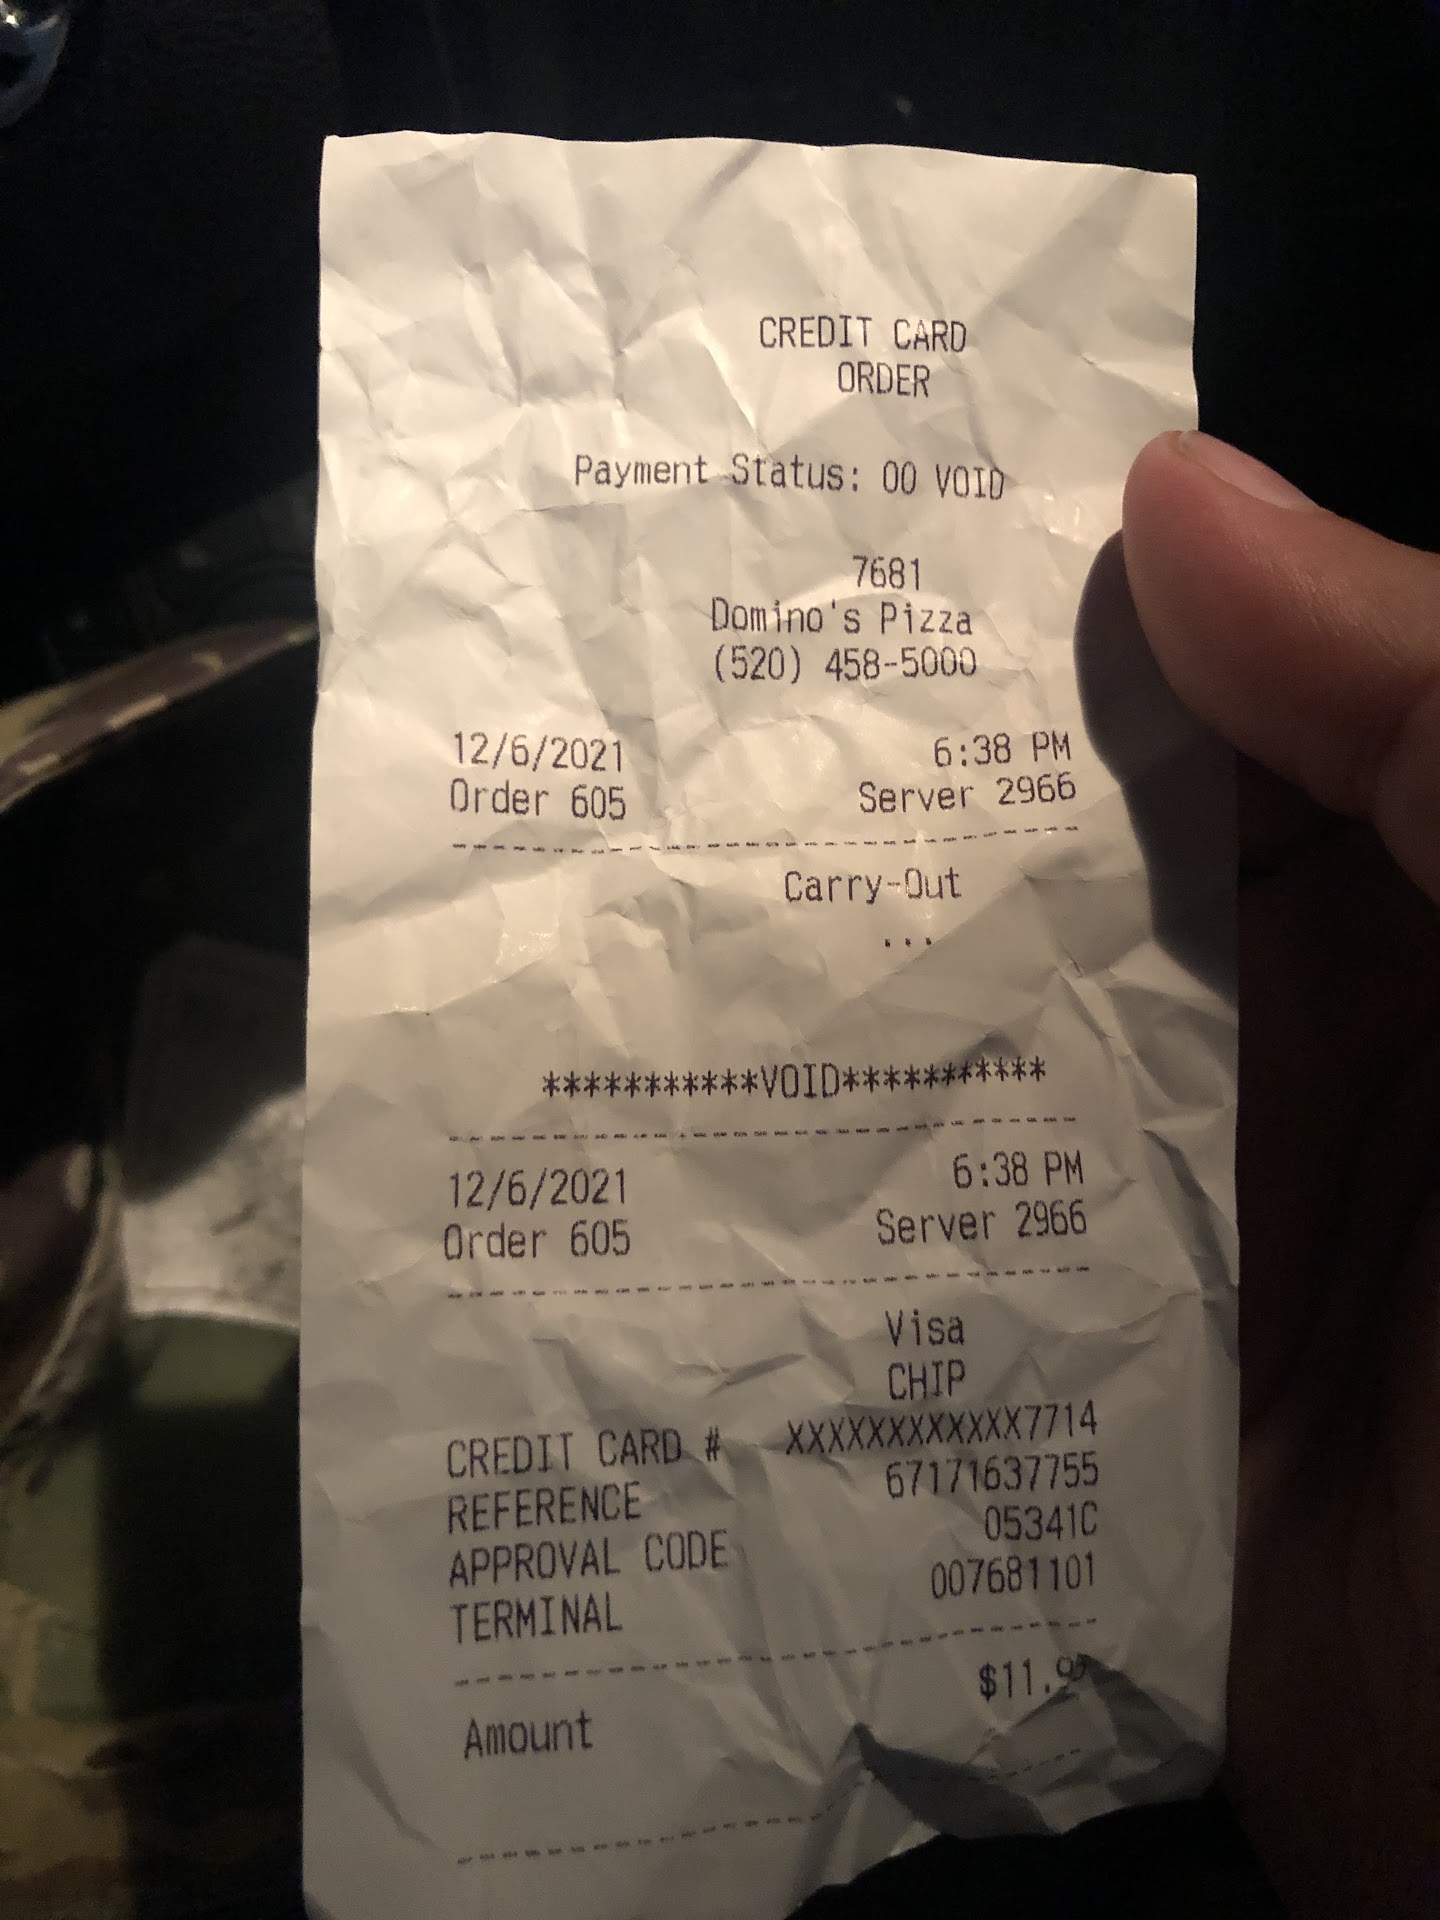 CREDIT CARD
ORDER
Payment Status: 00 VOID
7681
Domino's Pizza
(520) 458-5000
12/6/2021 6:38 PM
Order 605 Server 2966
Carry-Out
...
***********VOID***********
12/6/2021 6:38 PM
Order 605 Server 2966
Visa
CHIP
CREDIT CARD # XXXXXXXXXXXX7714
REFERENCE 67171637755
APPROVAL CODE 05341C
TERMINAL 007681101
Amount